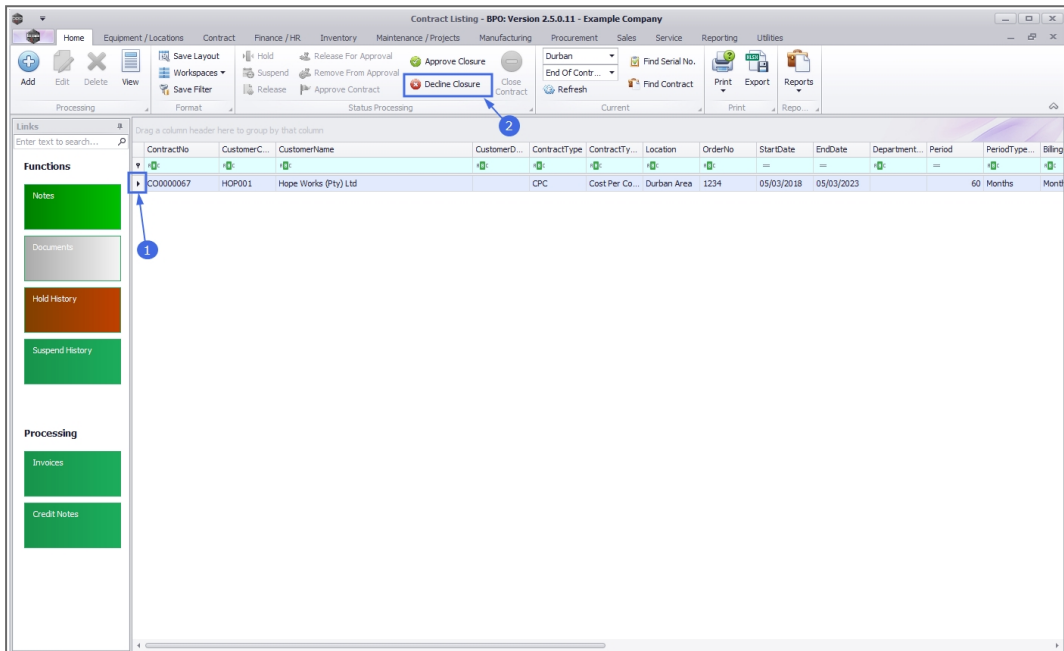 Contract Listing - BPO: Version 2.5.0.11 - Example Company
Home Equipment / Locations Contract Finance / HR Inventory Maintenance / Projects Manufacturing Procurement Sales Service Reporting Utilities
Add
Edit
Delete
View
Processing
Save Layout
Workspaces
Save Filter
Format
Hold
Suspend
Release
Release For Approval
Remove From Approval
Approve Contract
Approve Closure
Decline Closure
Close
Contract
Status Processing
Durban
End Of Contr...
Refresh
Find Serial No.
Find Contract
Current
Print
Export
Print
Reports
Repo...
2
Links
Enter text to search...
Functions
Notes
Documents
Hold History
Suspend History
Processing
Invoices
Credit Notes
Drag a column header here to group by that column
ContractNo CustomerC... CustomerName CustomerD... ContractType ContractTy... Location OrderNo StartDate EndDate Department... Period PeriodType... Billing
= = =
CO0000067 HOP001 Hope Works (Pty) Ltd CPC Cost Per Co... Durban Area 1234 05/03/2018 05/03/2023 60 Months Month
1